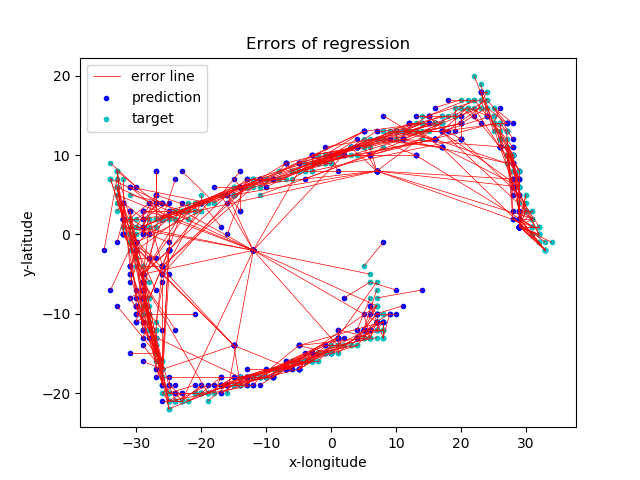 Errors of regression
error line
prediction
target
20
10
0
−10
−20
y-latitude
−30
−20
−10
0
10
20
30
x-longitude